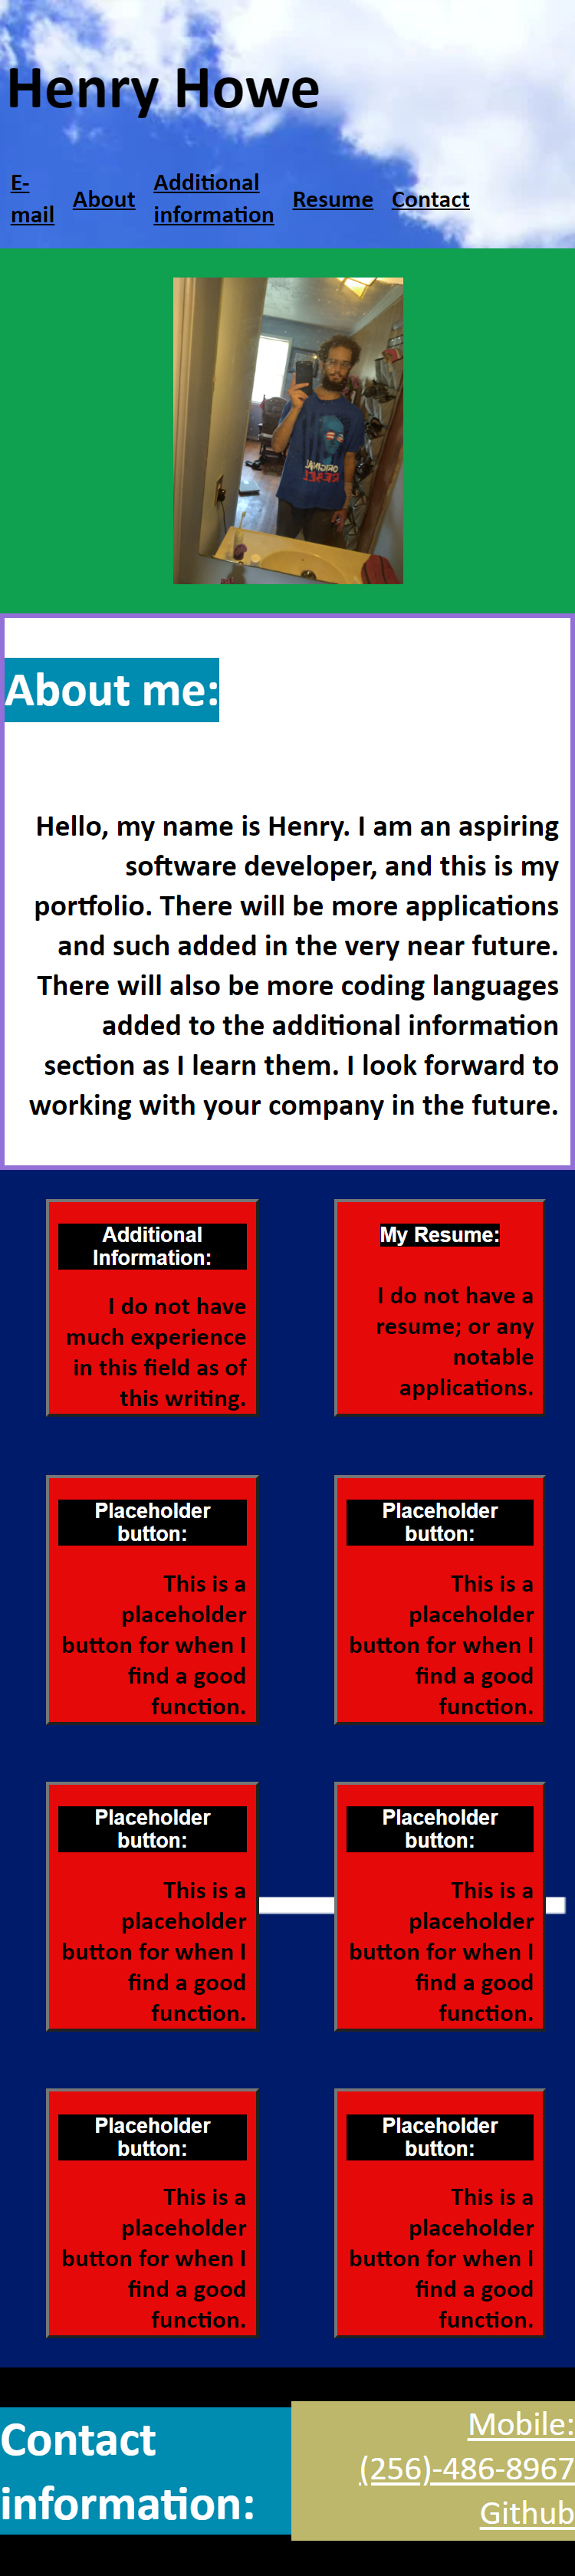 Henry Howe
E-
mail
About
Additional
information
Resume
Contact
ORIGINAL
REBEL
About me:
Hello, my name is Henry. I am an aspiring
software developer, and this is my
portfolio. There will be more applications
and such added in the very near future.
There will also be more coding languages
added to the additional information
section as I learn them. I look forward to
working with your company in the future.
Additional
Information:
I do not have
much experience
in this field as of
this writing.
My Resume:
I do not have a
resume; or any
notable
applications.
Placeholder
button:
This is a
placeholder
button for when I
find a good
function.
Placeholder
button:
This is a
placeholder
button for when I
find a good
function.
Placeholder
button:
This is a
placeholder
button for when I
find a good
function.
Placeholder
button:
This is a
placeholder
button for when I
find a good
function.
Placeholder
button:
This is a
placeholder
button for when I
find a good
function.
Placeholder
button:
This is a
placeholder
button for when I
find a good
function.
Contact
information:
Mobile:
(256)-486-8967
Github